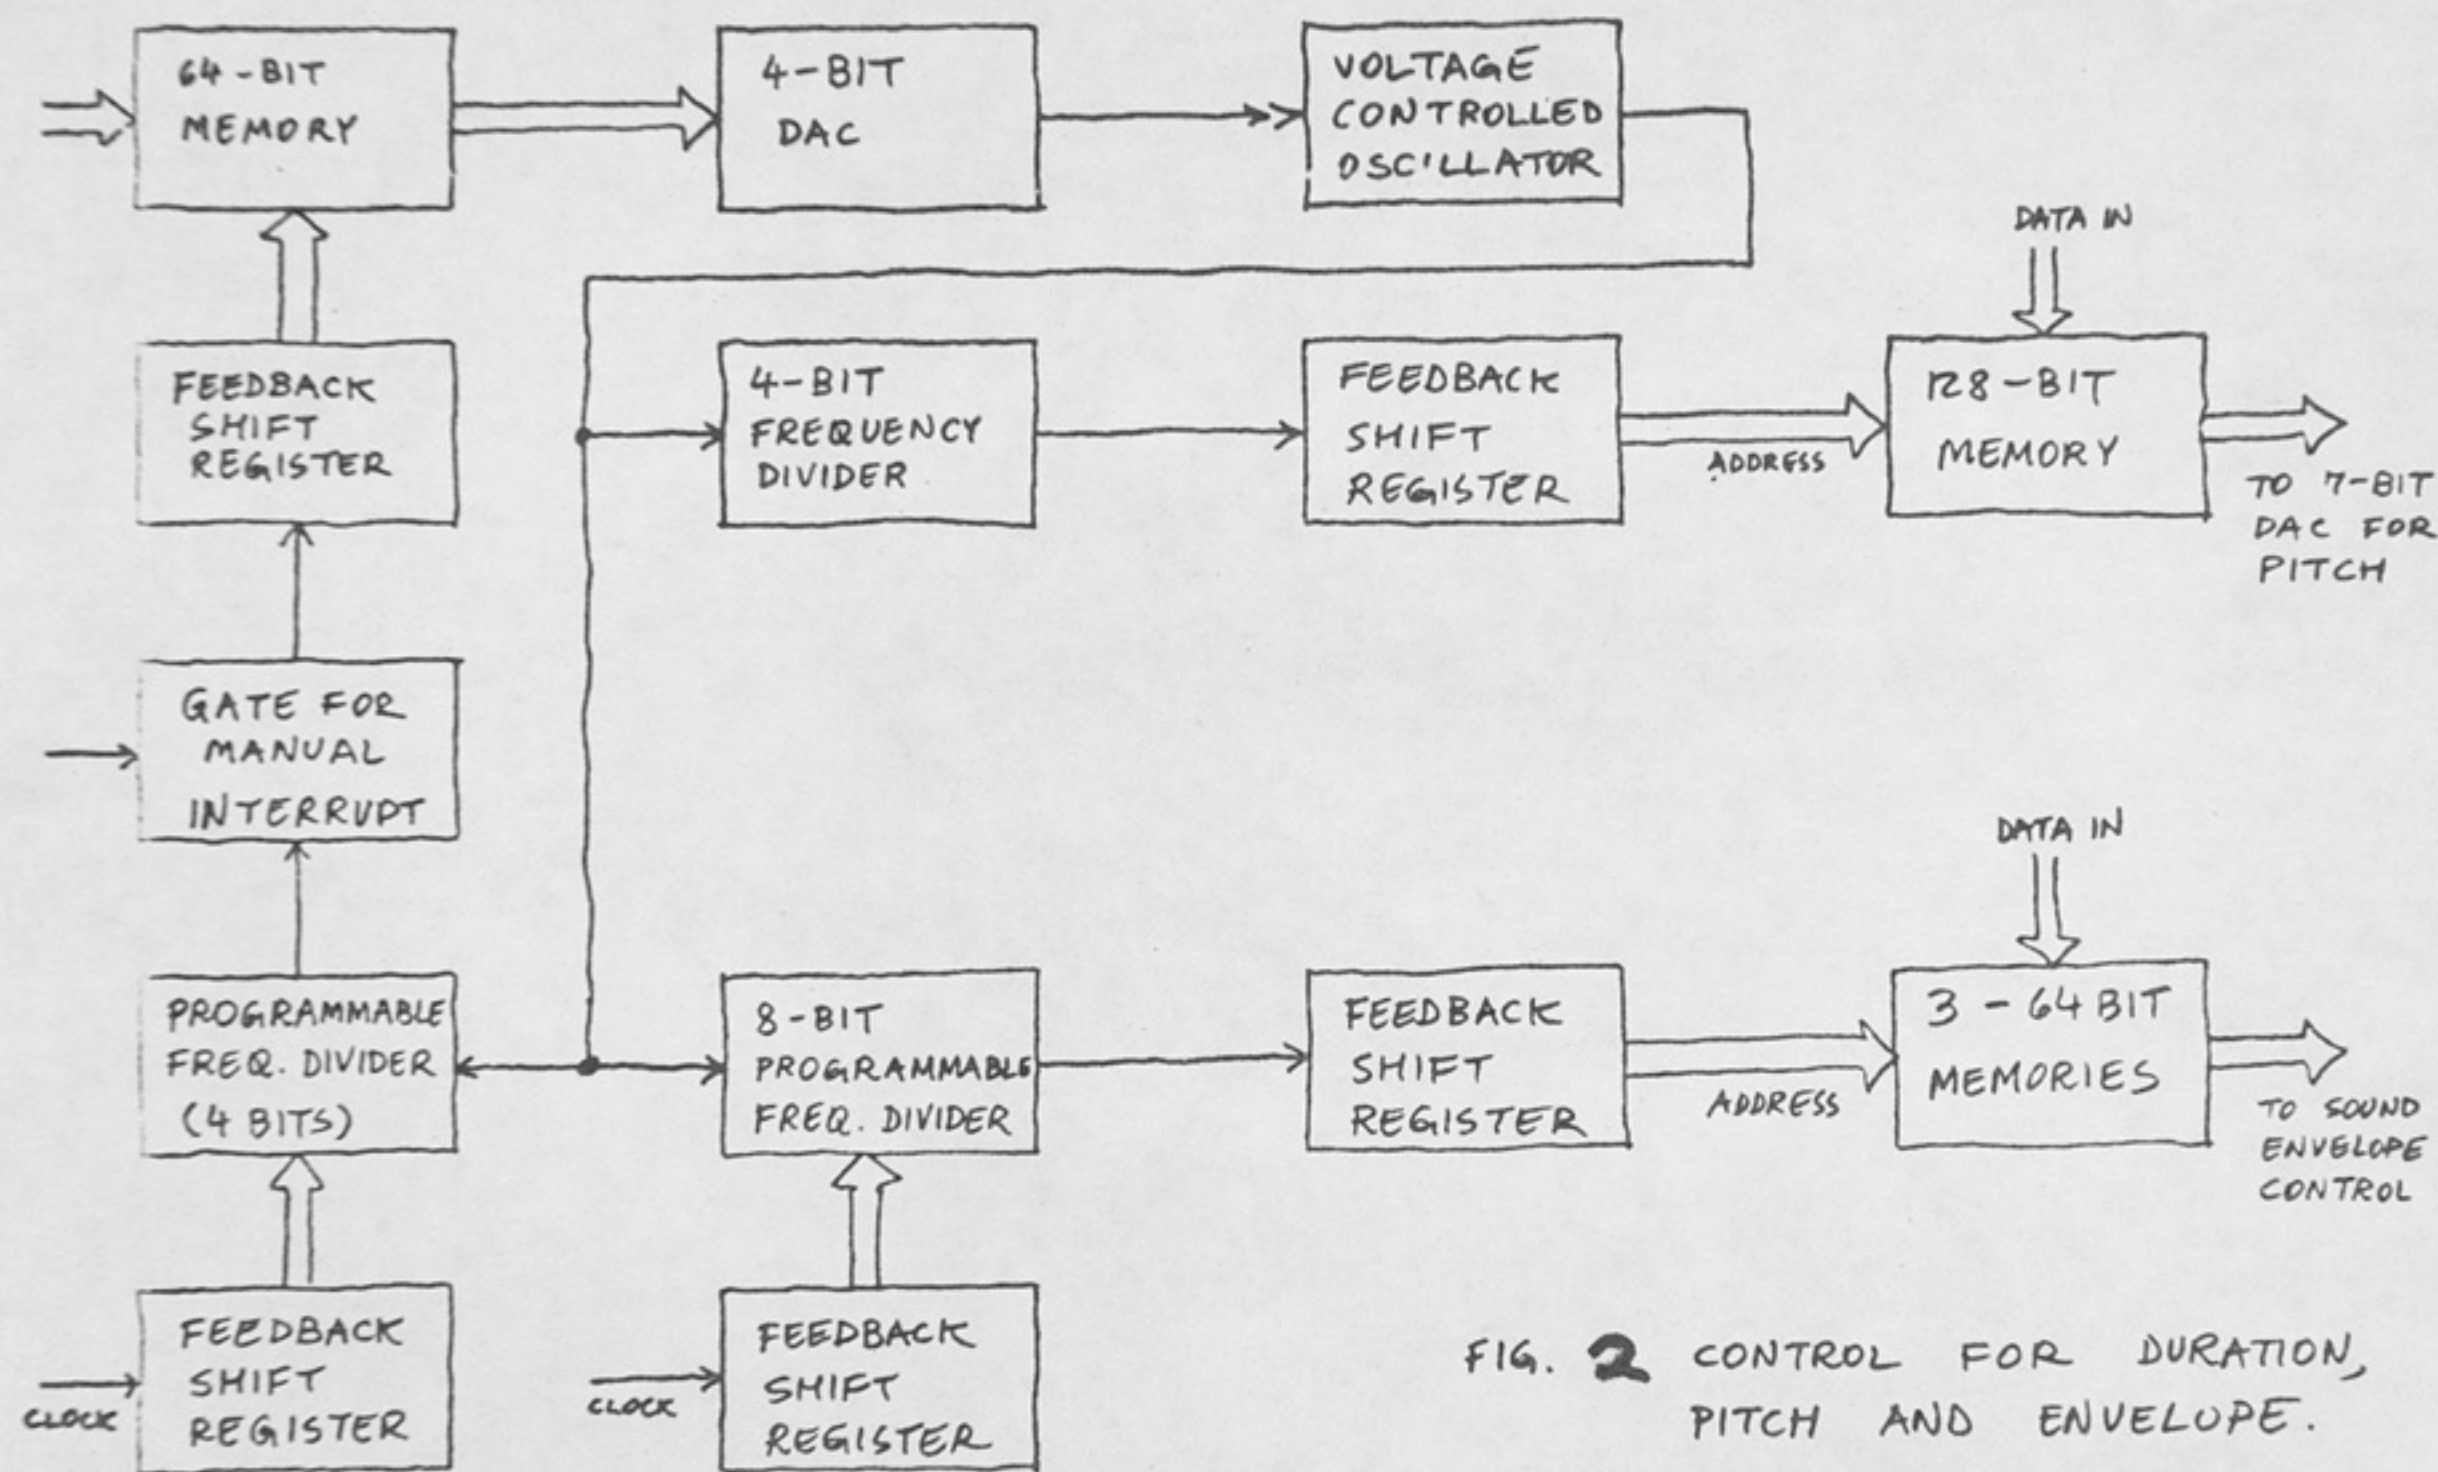 64-BIT
MEMORY
4-BIT
DAC
VOLTAGE
CONTROLLED
OSCILLATOR
DATA IN
FEEDBACK
SHIFT
REGISTER
4-BIT
FREQUENCY
DIVIDER
FEEDBACK
SHIFT
REGISTER
ADDRESS
128-BIT
MEMORY
TO 7-BIT
DAC FOR
PITCH
GATE FOR
MANUAL
INTERRUPT
DATA IN
PROGRAMMABLE
FREQ. DIVIDER
(4 BITS)
8-BIT
PROGRAMMABLE
FREQ. DIVIDER
FEEDBACK
SHIFT
REGISTER
ADDRESS
3-64 BIT
MEMORIES
TO SOUND
ENVELOPE
CONTROL
CLOCK
FEEDBACK
SHIFT
REGISTER
CLOCK
FEEDBACK
SHIFT
REGISTER
FIG. 2 CONTROL FOR DURATION,
PITCH AND ENVELOPE.